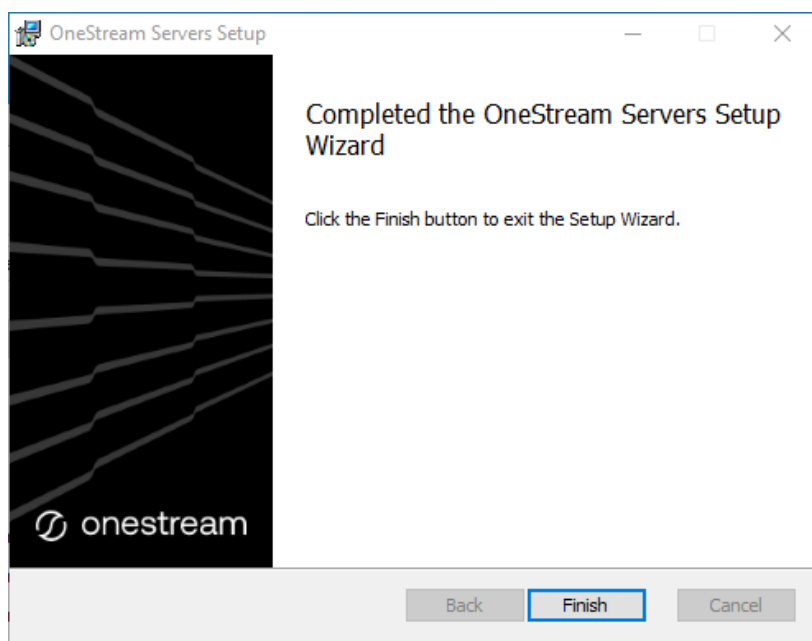 OneStream Servers Setup
Completed the OneStream Servers Setup
Wizard
Click the Finish button to exit the Setup Wizard.
onestream
Back
Finish
Cancel